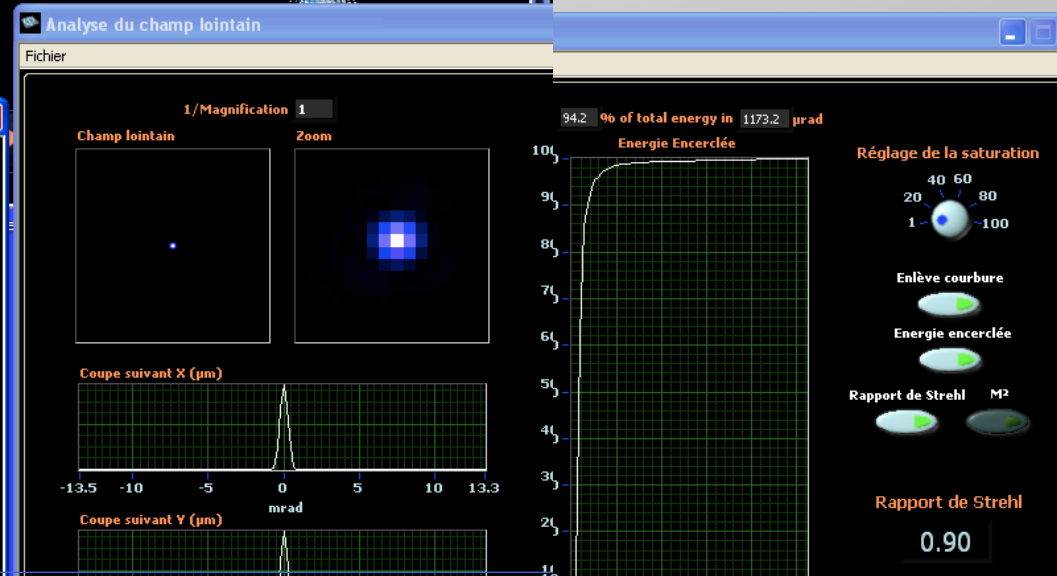 Analyse du champ lointain
Fichier
1/Magnification 1
94.2 % of total energy in 1173.2 µrad
Champ lointain
Zoom
Energie Encerclée
Réglage de la saturation
1
20
40
60
80
100
Enlève courbure
Energie encerclée
Rapport de Strehl
M²
Rapport de Strehl
0.90
Coupe suivant X (µm)
-13.5 -10 -5 0 5 10 13.3
mrad
Coupe suivant Y (µm)